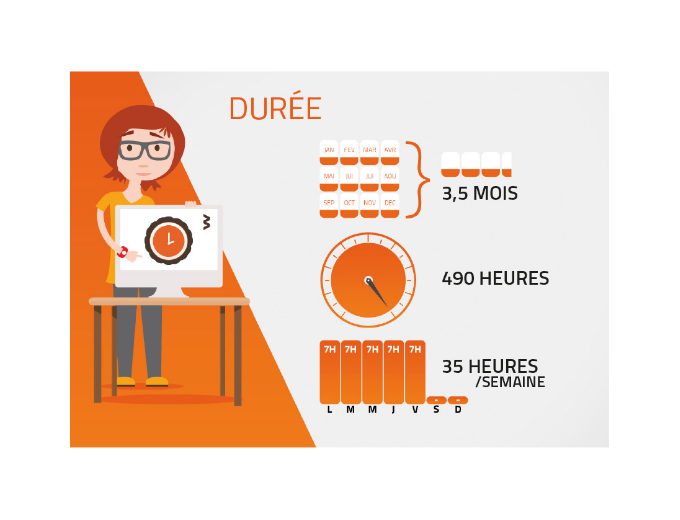 DURÉE
JAN FEV MAR AVR
MAI JUI JUI AOU
SEP OCT NOV DEC
3,5 MOIS
490 HEURES
7H 7H 7H 7H 7H
35 HEURES
/SEMAINE
L M M J V S D